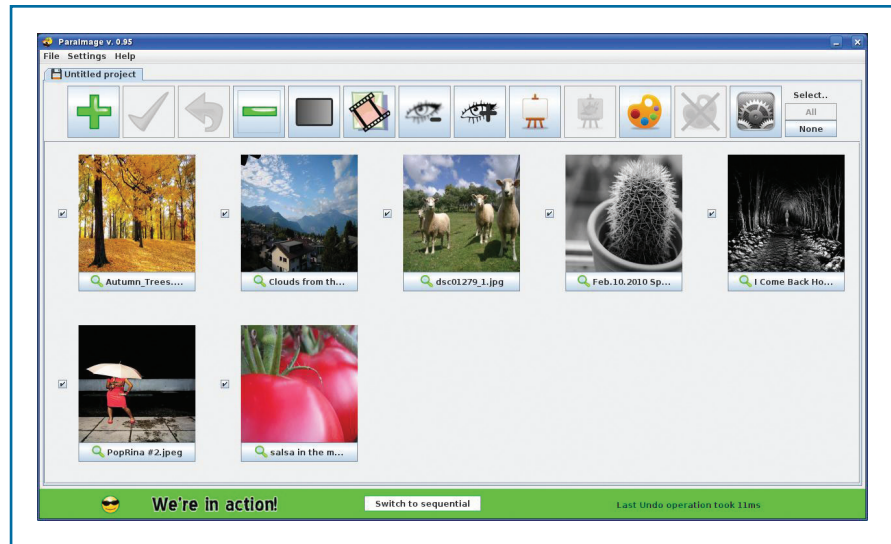 ParaImage v. 0.95
File Settings Help
Untitled project
Select..
All
None
Autumn_Trees....
Clouds from th...
dsc01279_1.jpg
Feb.10.2010 Sp...
I Come Back Ho...
PopRina #2.jpeg
salsa in the m...
We're in action!
Switch to sequential
Last Undo operation took 11ms